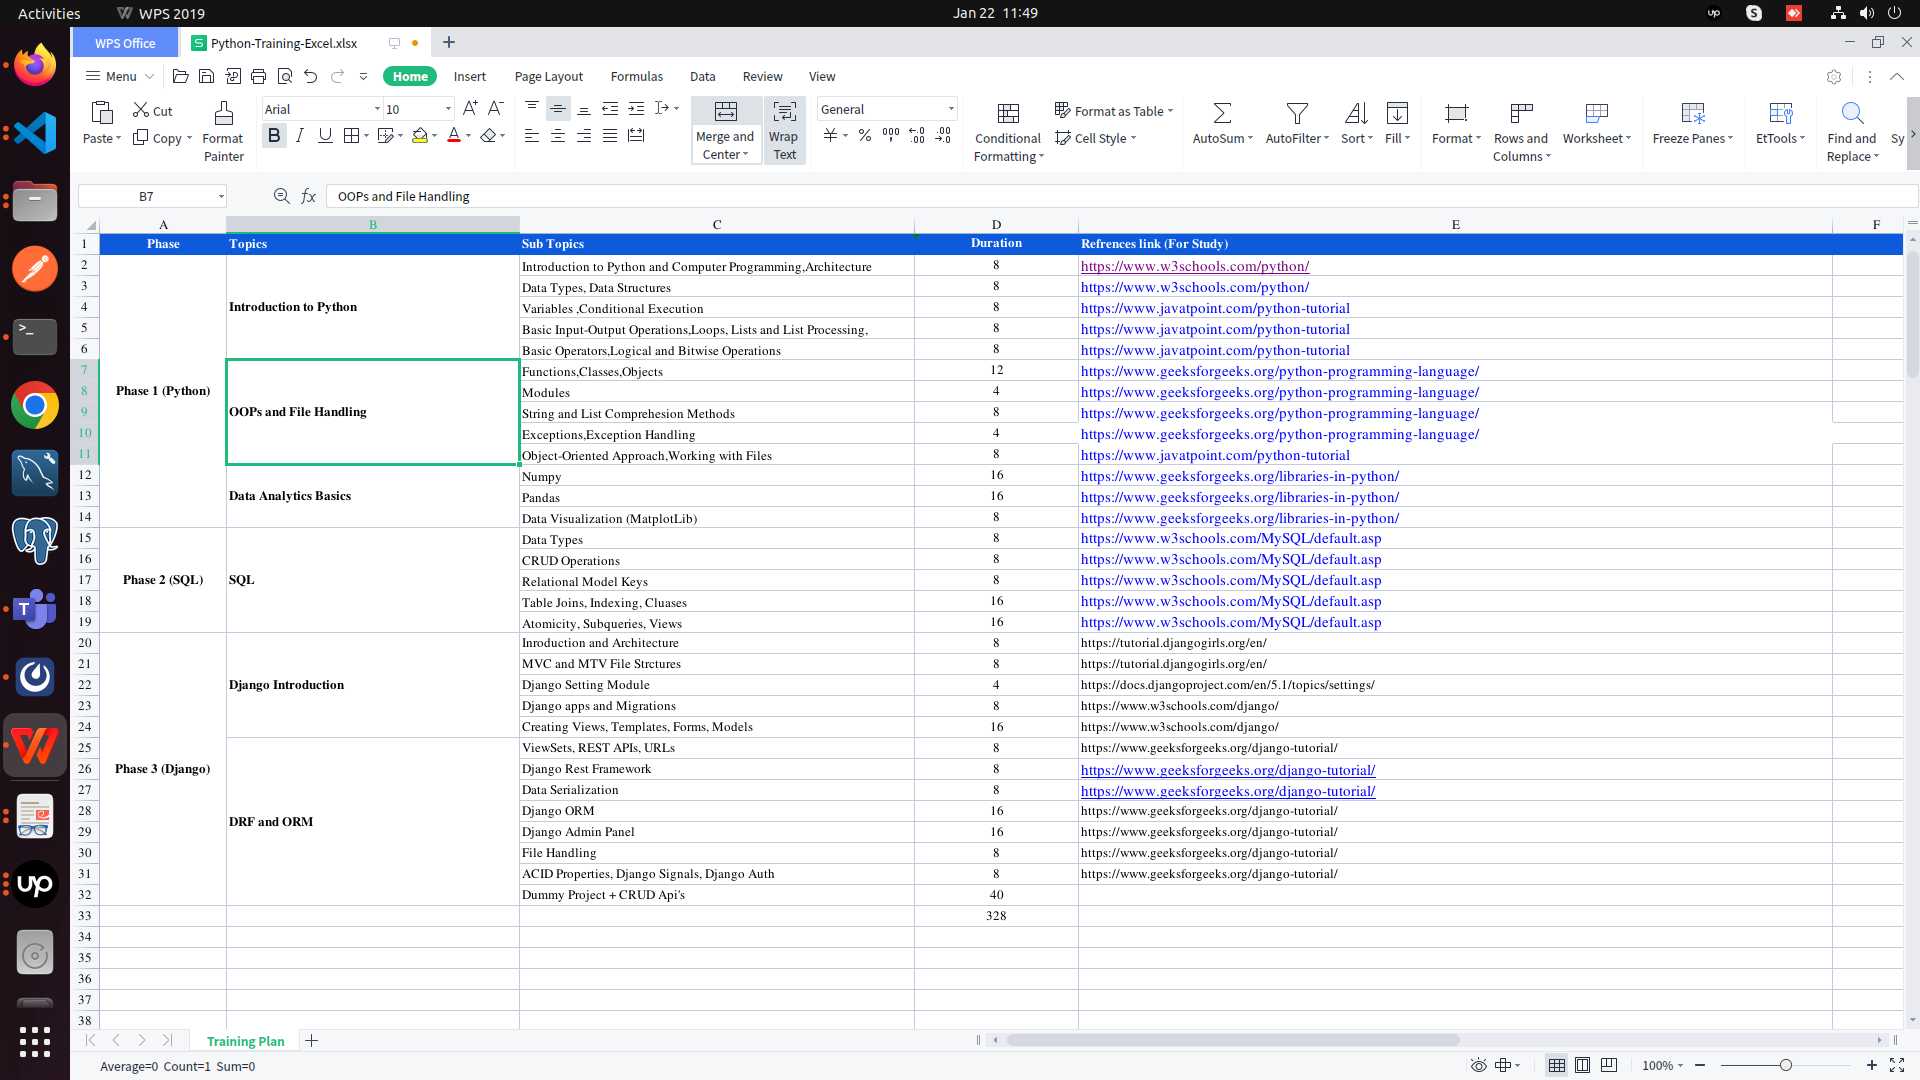 Activities WPS 2019 Jan 22 11:49 up
WPS Office Python-Training-Excel.xlsx
Menu Home Insert Page Layout Formulas Data Review View
Paste Cut Copy Format Painter Arial 10 A+ A- B I U A Merge and Center Wrap Text General Conditional Formatting Format as Table Cell Style AutoSum AutoFilter Sort Fill Format Rows and Columns Worksheet Freeze Panes EtTools Find and Replace Sy
B7 fx OOPs and File Handling
A B C D E F
1 Phase Topics Sub Topics Duration Refrences link (For Study)
2 Introduction to Python and Computer Programming,Architecture 8 https://www.w3schools.com/python/
3 Data Types, Data Structures 8 https://www.w3schools.com/python/
4 Introduction to Python Variables ,Conditional Execution 8 https://www.javatpoint.com/python-tutorial
5 Basic Input-Output Operations,Loops, Lists and List Processing, 8 https://www.javatpoint.com/python-tutorial
6 Basic Operators,Logical and Bitwise Operations 8 https://www.javatpoint.com/python-tutorial
7 Functions,Classes,Objects 12 https://www.geeksforgeeks.org/python-programming-language/
8 Phase 1 (Python) Modules 4 https://www.geeksforgeeks.org/python-programming-language/
9 OOPs and File Handling String and List Comprehesion Methods 8 https://www.geeksforgeeks.org/python-programming-language/
10 Exceptions,Exception Handling 4 https://www.geeksforgeeks.org/python-programming-language/
11 Object-Oriented Approach,Working with Files 8 https://www.javatpoint.com/python-tutorial
12 Numpy 16 https://www.geeksforgeeks.org/libraries-in-python/
13 Data Analytics Basics Pandas 16 https://www.geeksforgeeks.org/libraries-in-python/
14 Data Visualization (MatplotLib) 8 https://www.geeksforgeeks.org/libraries-in-python/
15 Data Types 8 https://www.w3schools.com/MySQL/default.asp
16 CRUD Operations 8 https://www.w3schools.com/MySQL/default.asp
17 Phase 2 (SQL) SQL Relational Model Keys 8 https://www.w3schools.com/MySQL/default.asp
18 Table Joins, Indexing, Cluases 16 https://www.w3schools.com/MySQL/default.asp
19 Atomicity, Subqueries, Views 16 https://www.w3schools.com/MySQL/default.asp
20 Inroduction and Architecture 8 https://tutorial.djangogirls.org/en/
21 MVC and MTV File Strctures 8 https://tutorial.djangogirls.org/en/
22 Django Introduction Django Setting Module 4 https://docs.djangoproject.com/en/5.1/topics/settings/
23 Django apps and Migrations 8 https://www.w3schools.com/django/
24 Creating Views, Templates, Forms, Models 16 https://www.w3schools.com/django/
25 ViewSets, REST APIs, URLs 8 https://www.geeksforgeeks.org/django-tutorial/
26 Phase 3 (Django) Django Rest Framework 8 https://www.geeksforgeeks.org/django-tutorial/
27 Data Serialization 8 https://www.geeksforgeeks.org/django-tutorial/
28 DRF and ORM Django ORM 16 https://www.geeksforgeeks.org/django-tutorial/
29 Django Admin Panel 16 https://www.geeksforgeeks.org/django-tutorial/
30 File Handling 8 https://www.geeksforgeeks.org/django-tutorial/
31 ACID Properties, Django Signals, Django Auth 8 https://www.geeksforgeeks.org/django-tutorial/
32 Dummy Project + CRUD Api's 40
33 328
34
35
36
37
38
Training Plan
Average=0 Count=1 Sum=0 100%